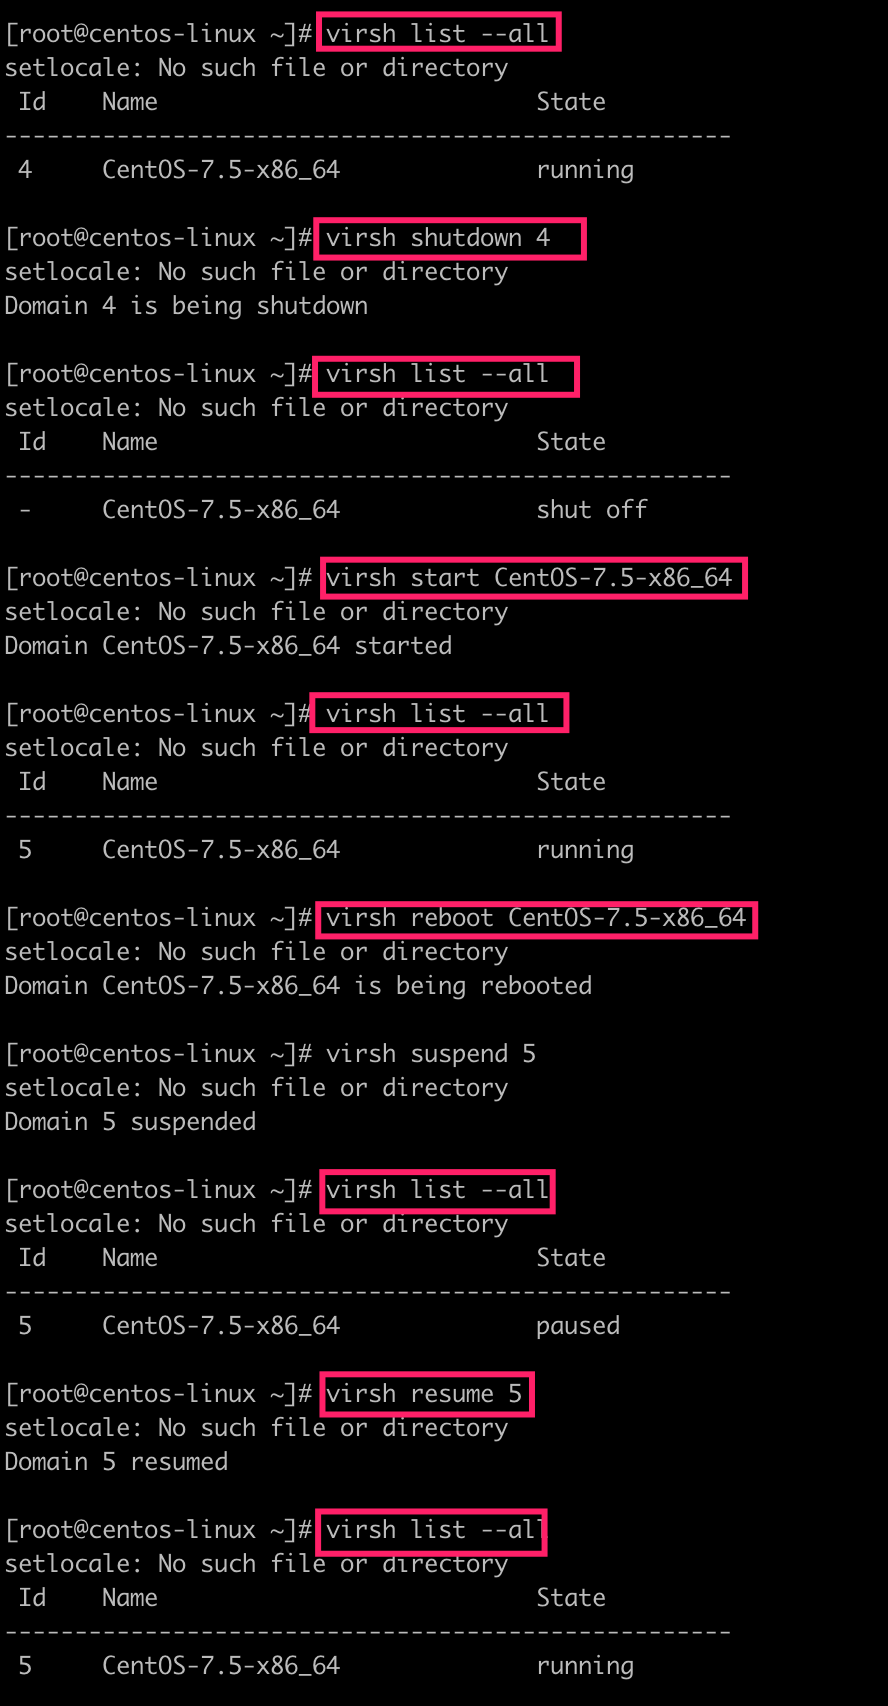 [root@centos-linux ~]# virsh list --all
setlocale: No such file or directory
 Id    Name                           State
----------------------------------------------------
 4     CentOS-7.5-x86_64              running

[root@centos-linux ~]# virsh shutdown 4
setlocale: No such file or directory
Domain 4 is being shutdown

[root@centos-linux ~]# virsh list --all
setlocale: No such file or directory
 Id    Name                           State
----------------------------------------------------
 -     CentOS-7.5-x86_64              shut off

[root@centos-linux ~]# virsh start CentOS-7.5-x86_64
setlocale: No such file or directory
Domain CentOS-7.5-x86_64 started

[root@centos-linux ~]# virsh list --all
setlocale: No such file or directory
 Id    Name                           State
----------------------------------------------------
 5     CentOS-7.5-x86_64              running

[root@centos-linux ~]# virsh reboot CentOS-7.5-x86_64
setlocale: No such file or directory
Domain CentOS-7.5-x86_64 is being rebooted

[root@centos-linux ~]# virsh suspend 5
setlocale: No such file or directory
Domain 5 suspended

[root@centos-linux ~]# virsh list --all
setlocale: No such file or directory
 Id    Name                           State
----------------------------------------------------
 5     CentOS-7.5-x86_64              paused

[root@centos-linux ~]# virsh resume 5
setlocale: No such file or directory
Domain 5 resumed

[root@centos-linux ~]# virsh list --all
setlocale: No such file or directory
 Id    Name                           State
----------------------------------------------------
 5     CentOS-7.5-x86_64              running